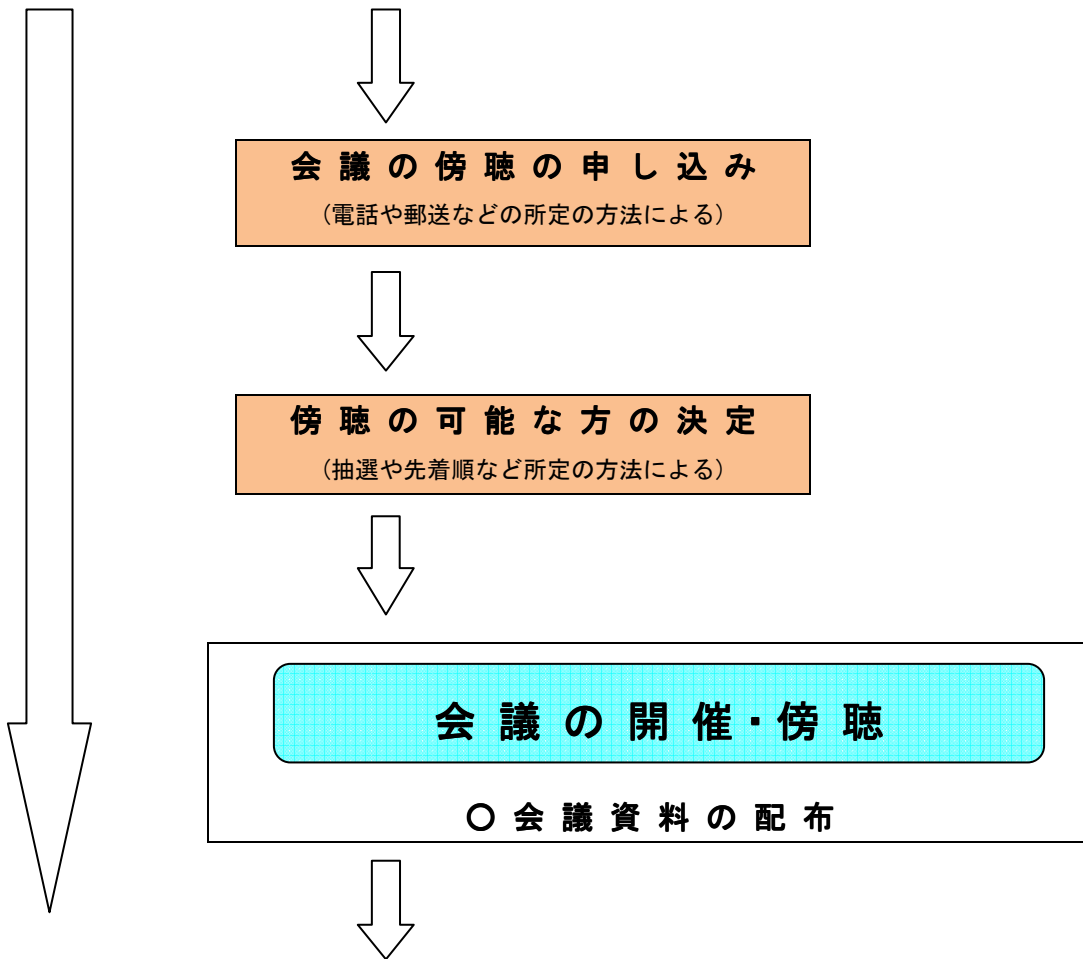 会議の傍聴の申し込み
（電話や郵送などの所定の方法による）
傍聴の可能な方の決定
（抽選や先着順など所定の方法による）
会議の開催・傍聴
○会議資料の配布